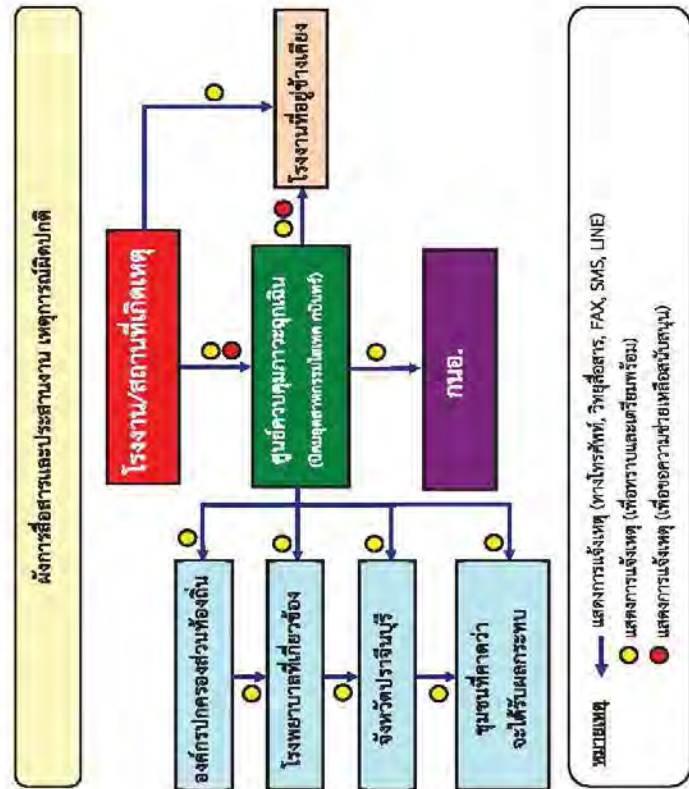 ผังการสื่อสารและประสานงาน เหตุการณ์ผิดปกติ
โรงงาน/สถานที่เกิดเหตุ
โรงงานที่อยู่ข้างเคียง
ศูนย์ควบคุมภาวะฉุกเฉิน
(นิคมอุตสาหกรรมไฮเทค กบินทร์)
กนอ.
องค์กรปกครองส่วนท้องถิ่น
โรงพยาบาลที่เกี่ยวข้อง
จังหวัดปราจีนบุรี
ชุมชนที่คาดว่า
จะได้รับผลกระทบ
หมายเหตุ แสดงการแจ้งเหตุ (ทางโทรศัพท์, วิทยุสื่อสาร, FAX, SMS, LINE)
แสดงการแจ้งเหตุ (เพื่อทราบและเตรียมพร้อม)
แสดงการแจ้งเหตุ (เพื่อขอความช่วยเหลือสนับสนุน)